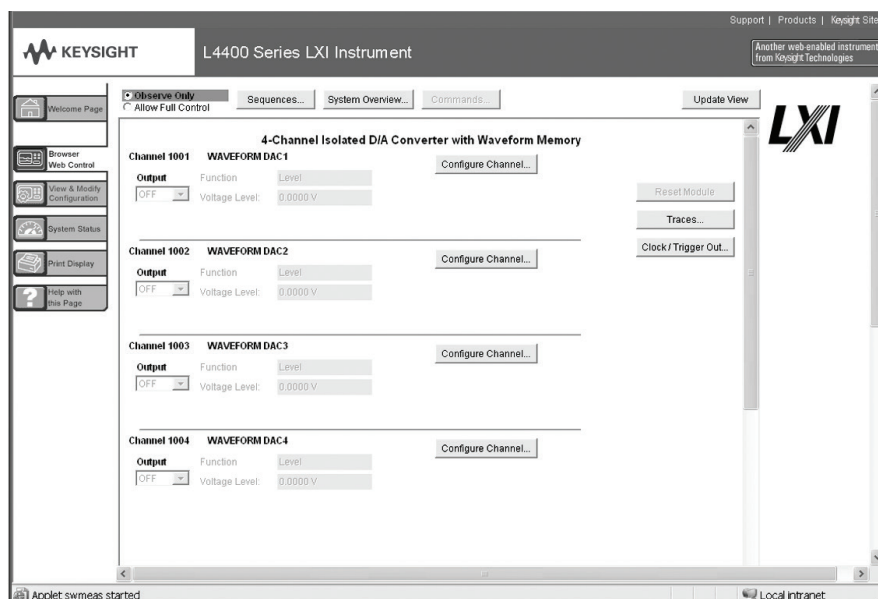 Support | Products | Keysight Site
KEYSIGHT
L4400 Series LXI Instrument
Another web-enabled instrument
from Keysight Technologies
Welcome Page
Browser
Web Control
View & Modify
Configuration
System Status
Print Display
Help with
this Page
Observe Only
Allow Full Control
Sequences...
System Overview...
Commands...
Update View
LXI
4-Channel Isolated D/A Converter with Waveform Memory
Channel 1001 WAVEFORM DAC1
Configure Channel...
Output Function Level
OFF Voltage Level: 0.0000 V
Reset Module
Traces...
Clock / Trigger Out...
Channel 1002 WAVEFORM DAC2
Configure Channel...
Output Function Level
OFF Voltage Level: 0.0000 V
Channel 1003 WAVEFORM DAC3
Configure Channel...
Output Function Level
OFF Voltage Level: 0.0000 V
Channel 1004 WAVEFORM DAC4
Configure Channel...
Output Function Level
OFF Voltage Level: 0.0000 V
Applet swmeas started
Local intranet